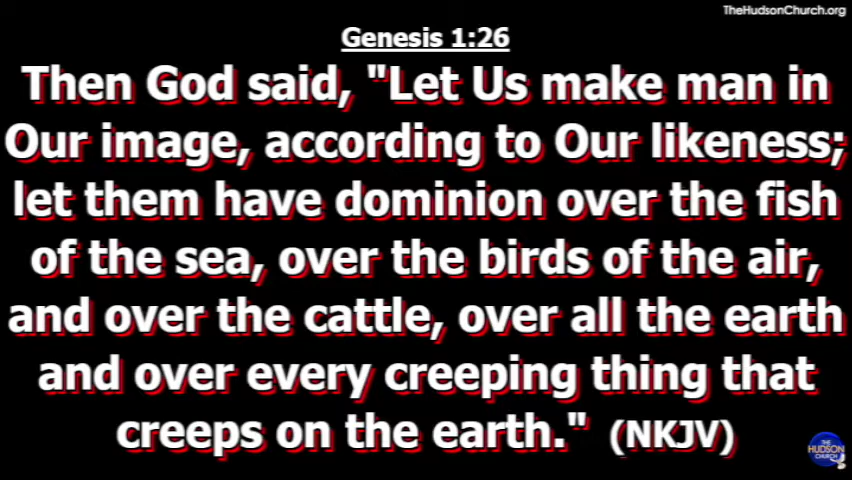 TheHudsonChurch.org
Genesis 1:26
Then God said, "Let Us make man in
Our image, according to Our likeness;
let them have dominion over the fish
of the sea, over the birds of the air,
and over the cattle, over all the earth
and over every creeping thing that
creeps on the earth." (NKJV)
THE
HUDSON
CHURCH